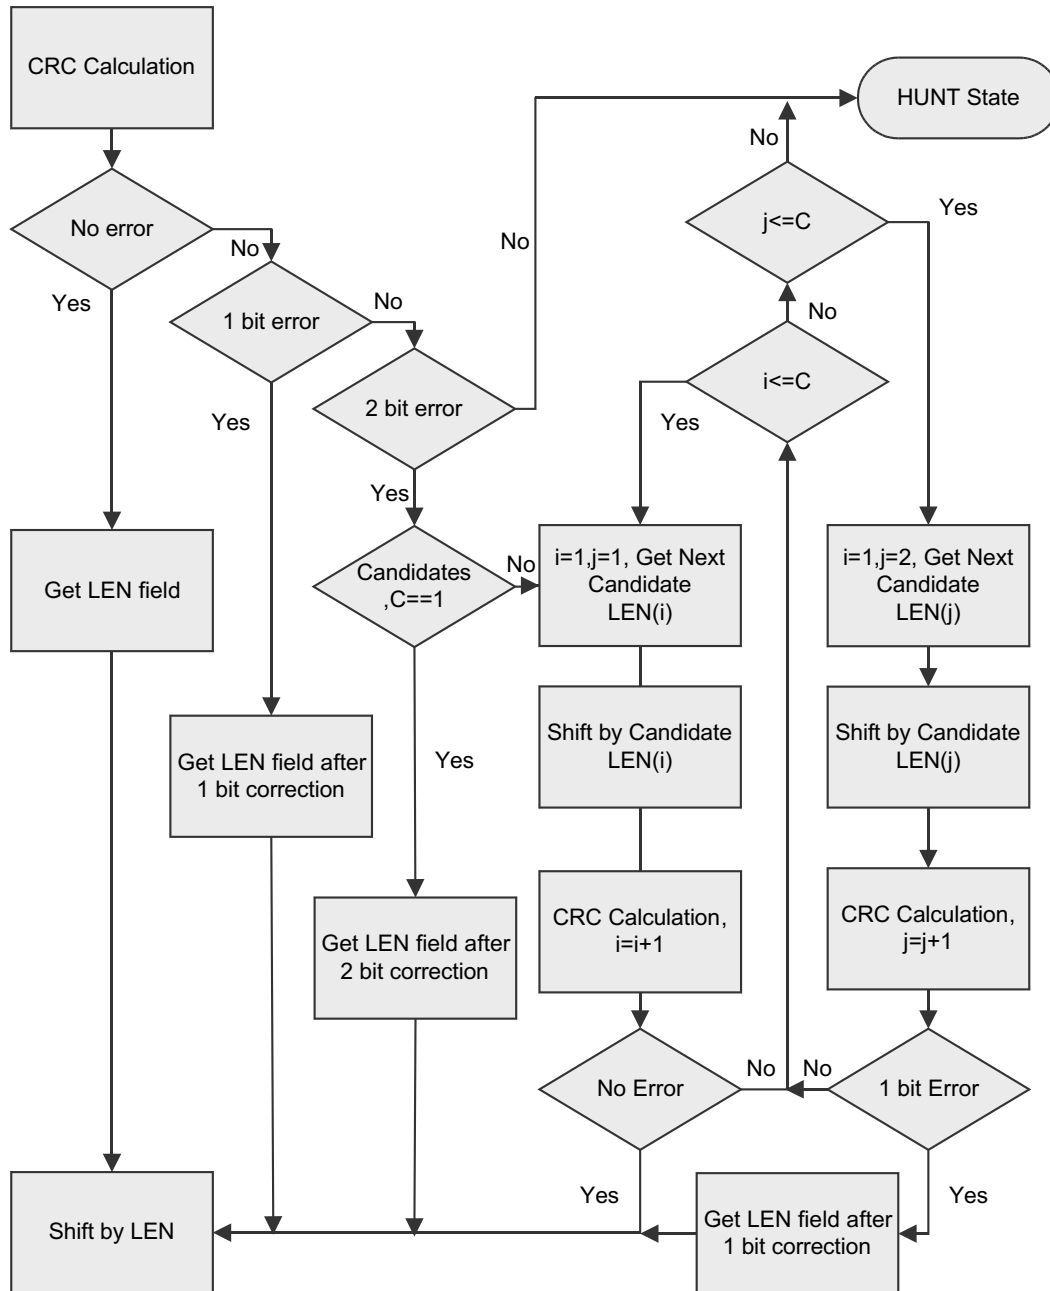 CRC Calculation
HUNT State
No
j<=C
Yes
No error
No
No
Yes
1 bit error
No
No
i<=C
2 bit error
Yes
Yes
Yes
Candidates
,C==1
No
i=1,j=1, Get Next
Candidate
LEN(i)
i=1,j=2, Get Next
Candidate
LEN(j)
Get LEN field
Get LEN field after
1 bit correction
Yes
Shift by Candidate
LEN(i)
Shift by Candidate
LEN(j)
Get LEN field after
2 bit correction
CRC Calculation,
i=i+1
CRC Calculation,
j=j+1
No Error
No
No
1 bit Error
Yes
Yes
Shift by LEN
Get LEN field after
1 bit correction